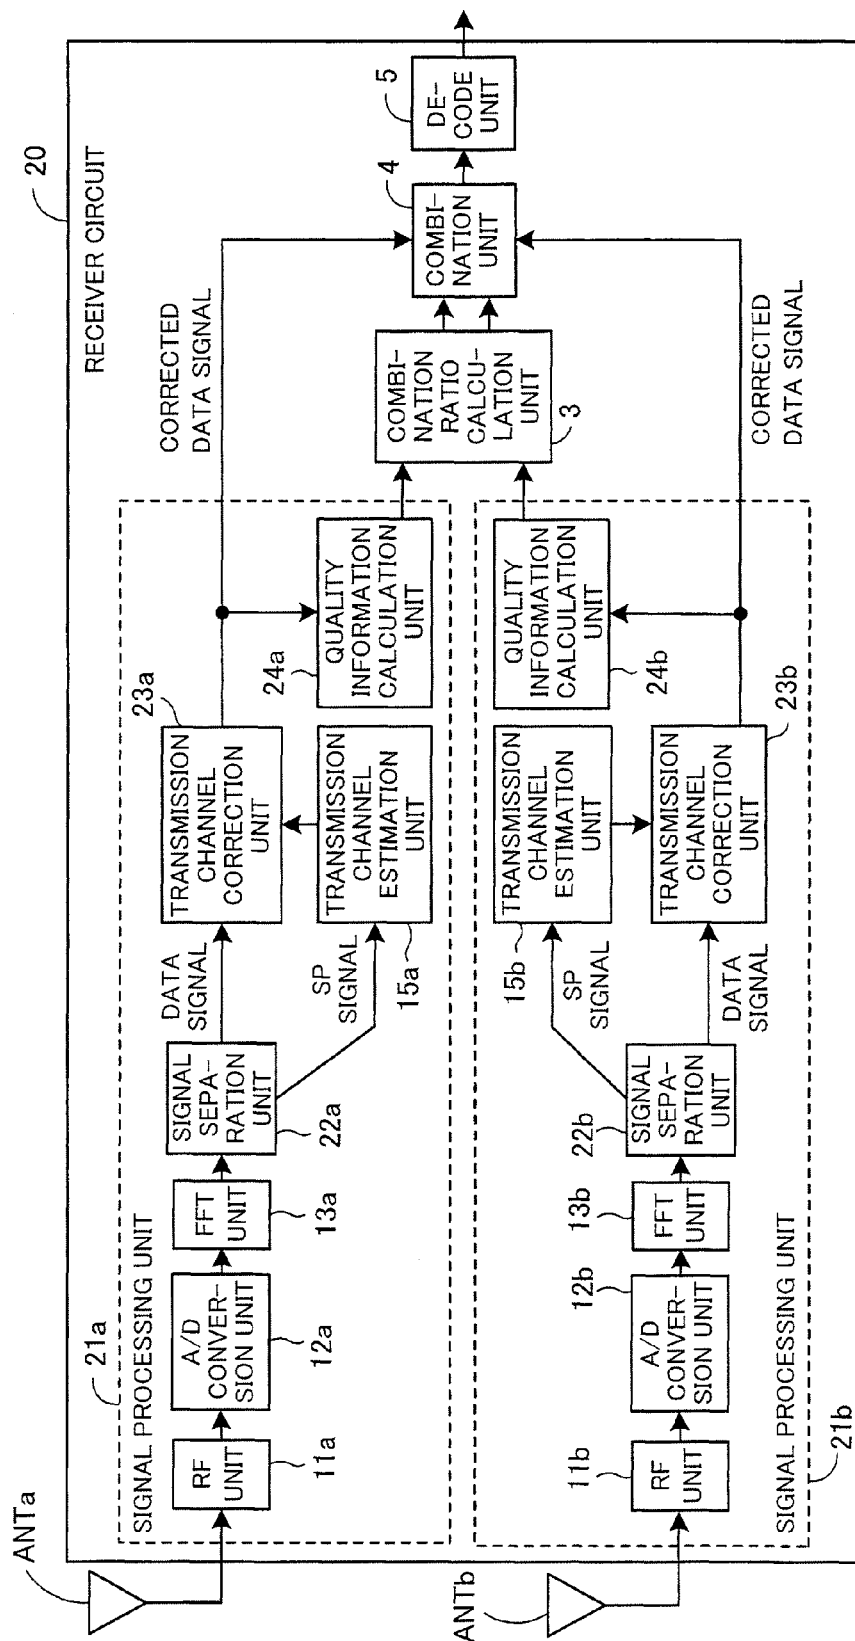 20
RECEIVER CIRCUIT
ANTa
21a
SIGNAL PROCESSING UNIT
RF
UNIT
11a
A/D
CONVER-
SION UNIT
12a
FFT
UNIT
13a
SIGNAL
SEPA-
RATION
UNIT
22a
DATA
SIGNAL
SP
SIGNAL
TRANSMISSION
CHANNEL
CORRECTION
UNIT
23a
TRANSMISSION
CHANNEL
ESTIMATION
UNIT
15a
QUALITY
INFORMATION
CALCULATION
UNIT
24a
CORRECTED
DATA SIGNAL
COMBI-
NATION
RATIO
CALCU-
LATION
UNIT
3
COMBI-
NATION
UNIT
4
DE-
CODE
UNIT
5
ANTb
RF
UNIT
11b
A/D
CONVER-
SION UNIT
12b
FFT
UNIT
13b
SIGNAL
SEPA-
RATION
UNIT
22b
SP
SIGNAL
DATA
SIGNAL
TRANSMISSION
CHANNEL
ESTIMATION
UNIT
15b
TRANSMISSION
CHANNEL
CORRECTION
UNIT
23b
QUALITY
INFORMATION
CALCULATION
UNIT
24b
CORRECTED
DATA SIGNAL
SIGNAL PROCESSING UNIT
21b